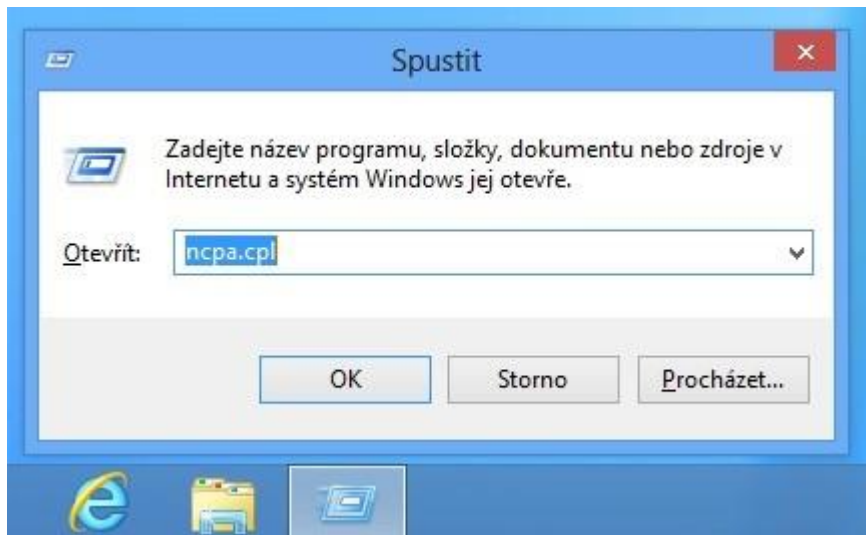 Spustit
Zadejte název programu, složky, dokumentu nebo zdroje v
Internetu a systém Windows jej otevře.
Otevřít: ncpa.cpl
OK Storno Procházet...